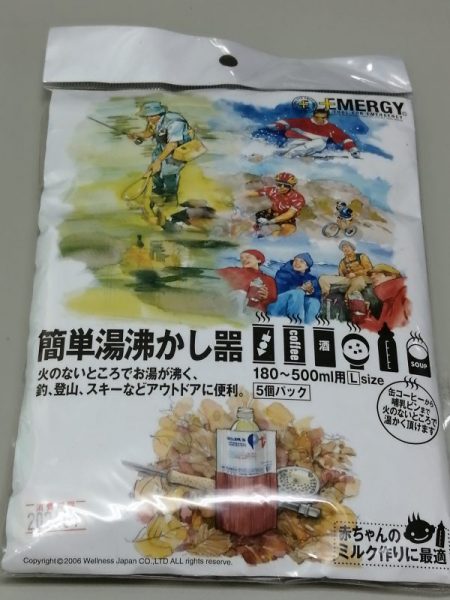 EMERGY
簡単湯沸かし器
coffee
酒
SOUP
火のないところでお湯が沸く、
釣、登山、スキーなどアウトドアに便利。
180～500ml用 L size
5個パック
缶コーヒーから
哺乳ビンまで
火のないところで
温かく頂けます
赤ちゃんの
ミルク作りに最適
Copyright©2006 Wellness Japan CO.,LTD ALL rights reserve.